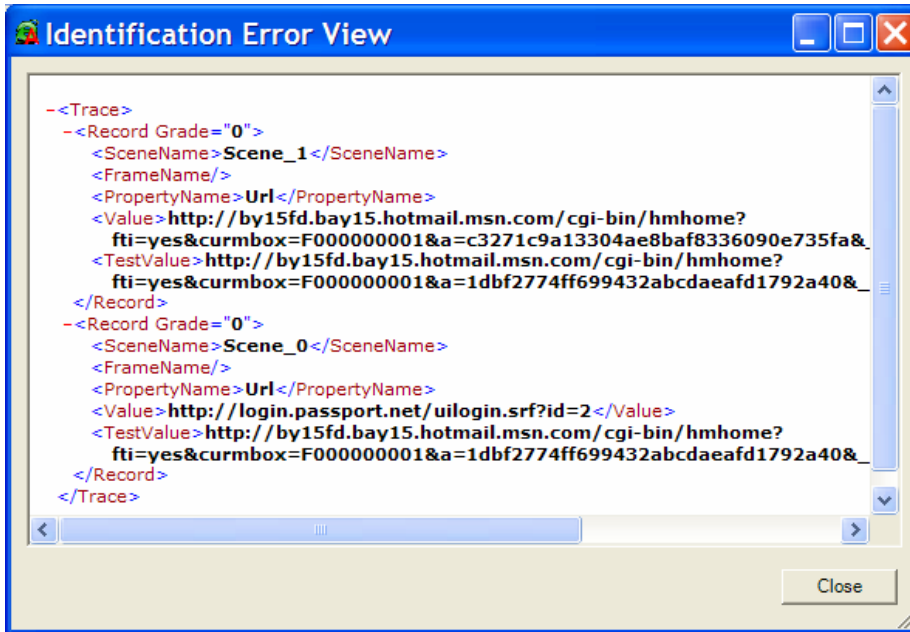 Identification Error View
-<Trace>
-<Record Grade="0">
<SceneName>Scene_1</SceneName>
<FrameName/>
<PropertyName>Url</PropertyName>
<Value>http://by15fd.bay15.hotmail.msn.com/cgi-bin/hmhome?
fti=yes&curmbox=F000000001&a=c3271c9a13304ae8baf8336090e735fa&_
<TestValue>http://by15fd.bay15.hotmail.msn.com/cgi-bin/hmhome?
fti=yes&curmbox=F000000001&a=1dbf2774ff699432abcdaeafd1792a40&_
</Record>
-<Record Grade="0">
<SceneName>Scene_0</SceneName>
<FrameName/>
<PropertyName>Url</PropertyName>
<Value>http://login.passport.net/uilogin.srf?id=2</Value>
<TestValue>http://by15fd.bay15.hotmail.msn.com/cgi-bin/hmhome?
fti=yes&curmbox=F000000001&a=1dbf2774ff699432abcdaeafd1792a40&_
</Record>
</Trace>
Close